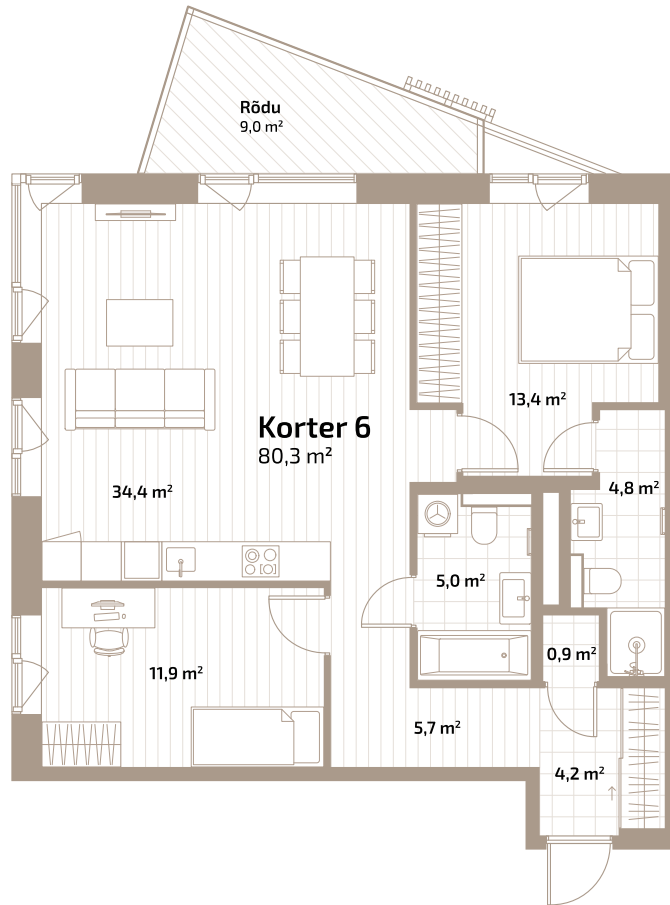 Rõdu
9,0 m²
13,4 m²
Korter 6
80,3 m²
34,4 m²
4,8 m²
5,0 m²
0,9 m²
11,9 m²
5,7 m²
4,2 m²